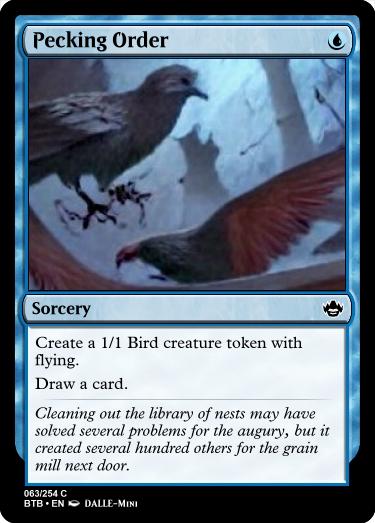 Pecking Order
Sorcery
Create a 1/1 Bird creature token with
flying.
Draw a card.
Cleaning out the library of nests may have
solved several problems for the augury, but it
created several hundred others for the grain
mill next door.
063/254 C
BTB • EN DALLE-Mini